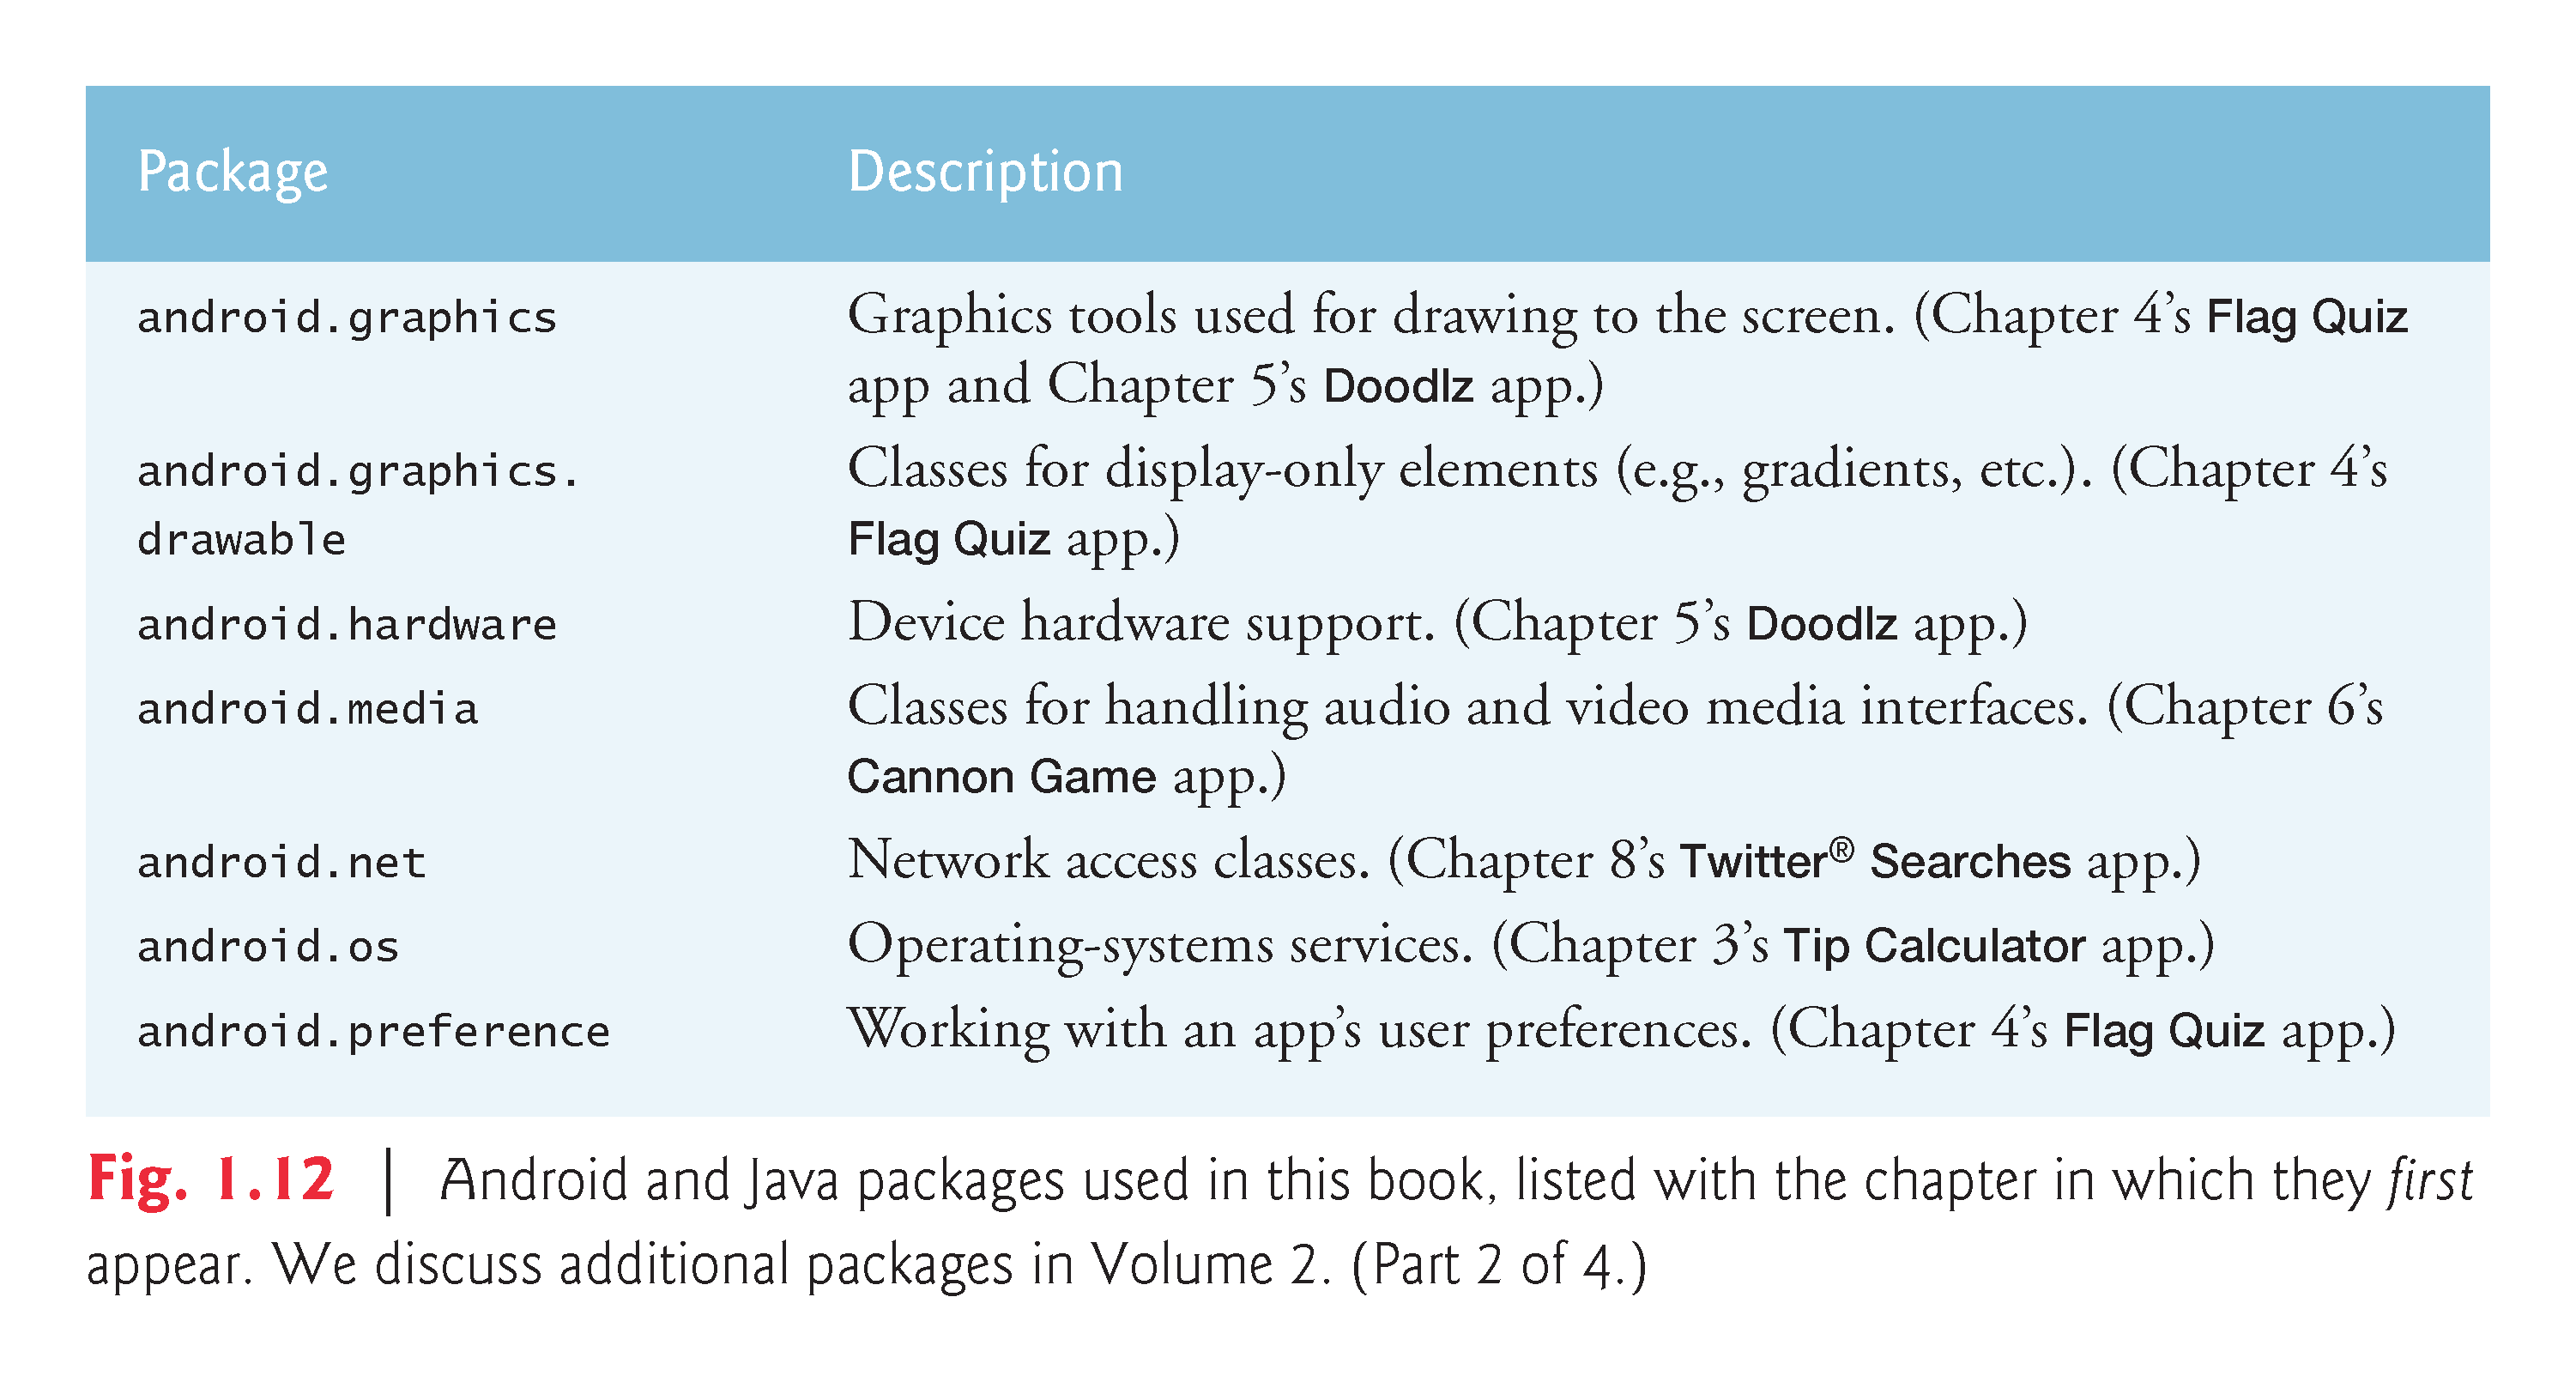 Package Description
android.graphics Graphics tools used for drawing to the screen. (Chapter 4’s Flag Quiz
app and Chapter 5’s Doodlz app.)
android.graphics. Classes for display-only elements (e.g., gradients, etc.). (Chapter 4’s
drawable Flag Quiz app.)
android.hardware Device hardware support. (Chapter 5’s Doodlz app.)
android.media Classes for handling audio and video media interfaces. (Chapter 6’s
Cannon Game app.)
android.net Network access classes. (Chapter 8’s Twitter® Searches app.)
android.os Operating-systems services. (Chapter 3’s Tip Calculator app.)
android.preference Working with an app’s user preferences. (Chapter 4’s Flag Quiz app.)
Fig. 1.12 | Android and Java packages used in this book, listed with the chapter in which they first
appear. We discuss additional packages in Volume 2. (Part 2 of 4.)